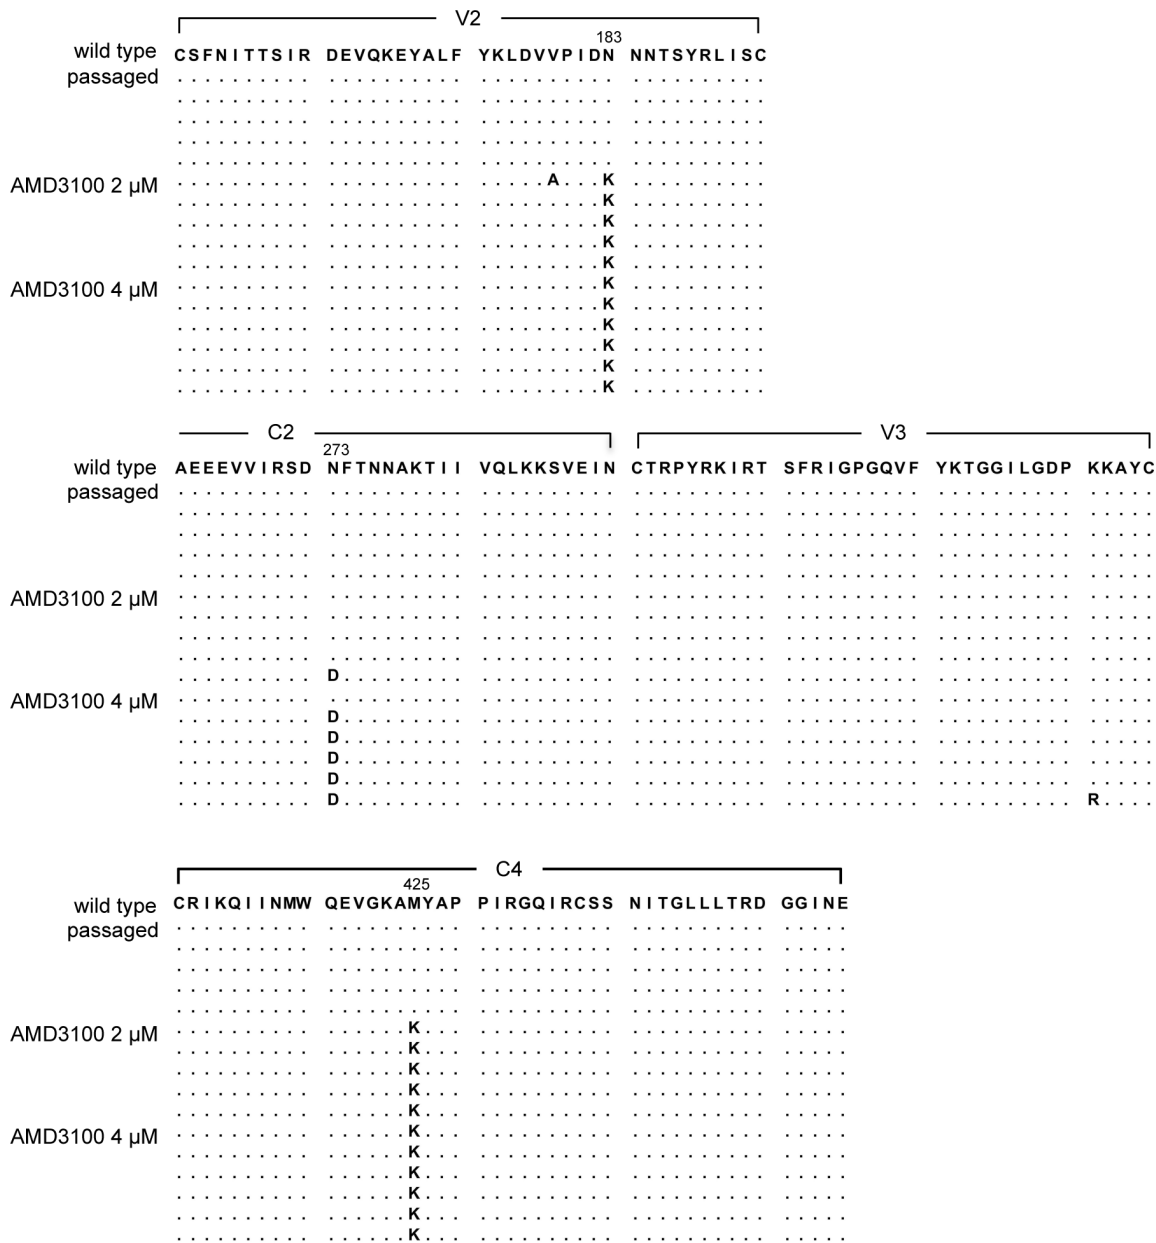 V2
183
wild type CSFNITTSIR DEVQKEYALF YKLDVVPIDN NNTSYRLISC
passaged .......... .......... .......... ..........
.......... .......... .......... ..........
.......... .......... .......... ..........
.......... .......... .......... ..........
.......... .......... .......... ..........
AMD3100 2 µM .......... .......... .....A...K ..........
.......... .......... .........K ..........
.......... .......... .........K ..........
.......... .......... .........K ..........
.......... .......... .........K ..........
AMD3100 4 µM .......... .......... .........K ..........
.......... .......... .........K ..........
.......... .......... .........K ..........
.......... .......... .........K ..........
.......... .......... .........K ..........
.......... .......... .........K ..........
C2 V3
273
wild type AEEEVVIRSD NFTNNAKTII VQLKKSVEIN CTRPYRKIRT SFRIGPGQVF YKTGGILGDP KKAYC
passaged .......... .......... .......... .......... .......... .......... .....
.......... .......... .......... .......... .......... .......... .....
.......... .......... .......... .......... .......... .......... .....
.......... .......... .......... .......... .......... .......... .....
.......... .......... .......... .......... .......... .......... .....
AMD3100 2 µM .......... .......... .......... .......... .......... .......... .....
.......... .......... .......... .......... .......... .......... .....
.......... .......... .......... .......... .......... .......... .....
.......... .......... .......... .......... .......... .......... .....
.......... D......... .......... .......... .......... .......... .....
AMD3100 4 µM .......... .......... .......... .......... .......... .......... .....
.......... D......... .......... .......... .......... .......... .....
.......... D......... .......... .......... .......... .......... .....
.......... D......... .......... .......... .......... .......... .....
.......... D......... .......... .......... .......... .......... .....
.......... D......... .......... .......... .......... .......... R....
C4
425
wild type CRIKQIINMW QEVGKAMYAP PIRGQIRCSS NITGLLLTRD GGINE
passaged .......... .......... .......... .......... .....
.......... .......... .......... .......... .....
.......... .......... .......... .......... .....
.......... .......... .......... .......... .....
.......... .......... .......... .......... .....
AMD3100 2 µM .......... ......K... .......... .......... .....
.......... ......K... .......... .......... .....
.......... ......K... .......... .......... .....
.......... ......K... .......... .......... .....
.......... ......K... .......... .......... .....
AMD3100 4 µM .......... ......K... .......... .......... .....
.......... ......K... .......... .......... .....
.......... ......K... .......... .......... .....
.......... ......K... .......... .......... .....
.......... ......K... .......... .......... .....
.......... ......K... .......... .......... .....